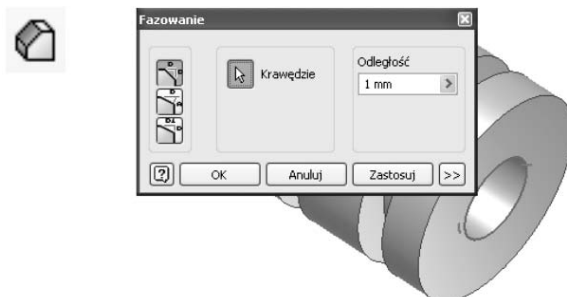 Fazowanie
Krawędzie
Odległość
1 mm
OK
Anuluj
Zastosuj
>>